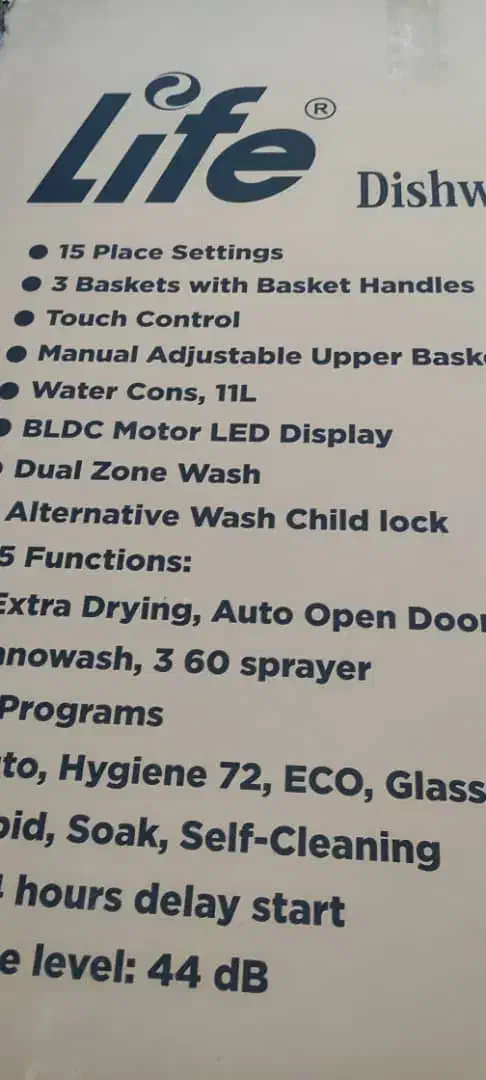 Life®
Dishw
● 15 Place Settings
● 3 Baskets with Basket Handles
● Touch Control
● Manual Adjustable Upper Bask
● Water Cons, 11L
● BLDC Motor LED Display
● Dual Zone Wash
Alternative Wash Child lock
5 Functions:
Extra Drying, Auto Open Door
nowash, 3 60 sprayer
Programs
to, Hygiene 72, ECO, Glass
pid, Soak, Self-Cleaning
4 hours delay start
e level: 44 dB